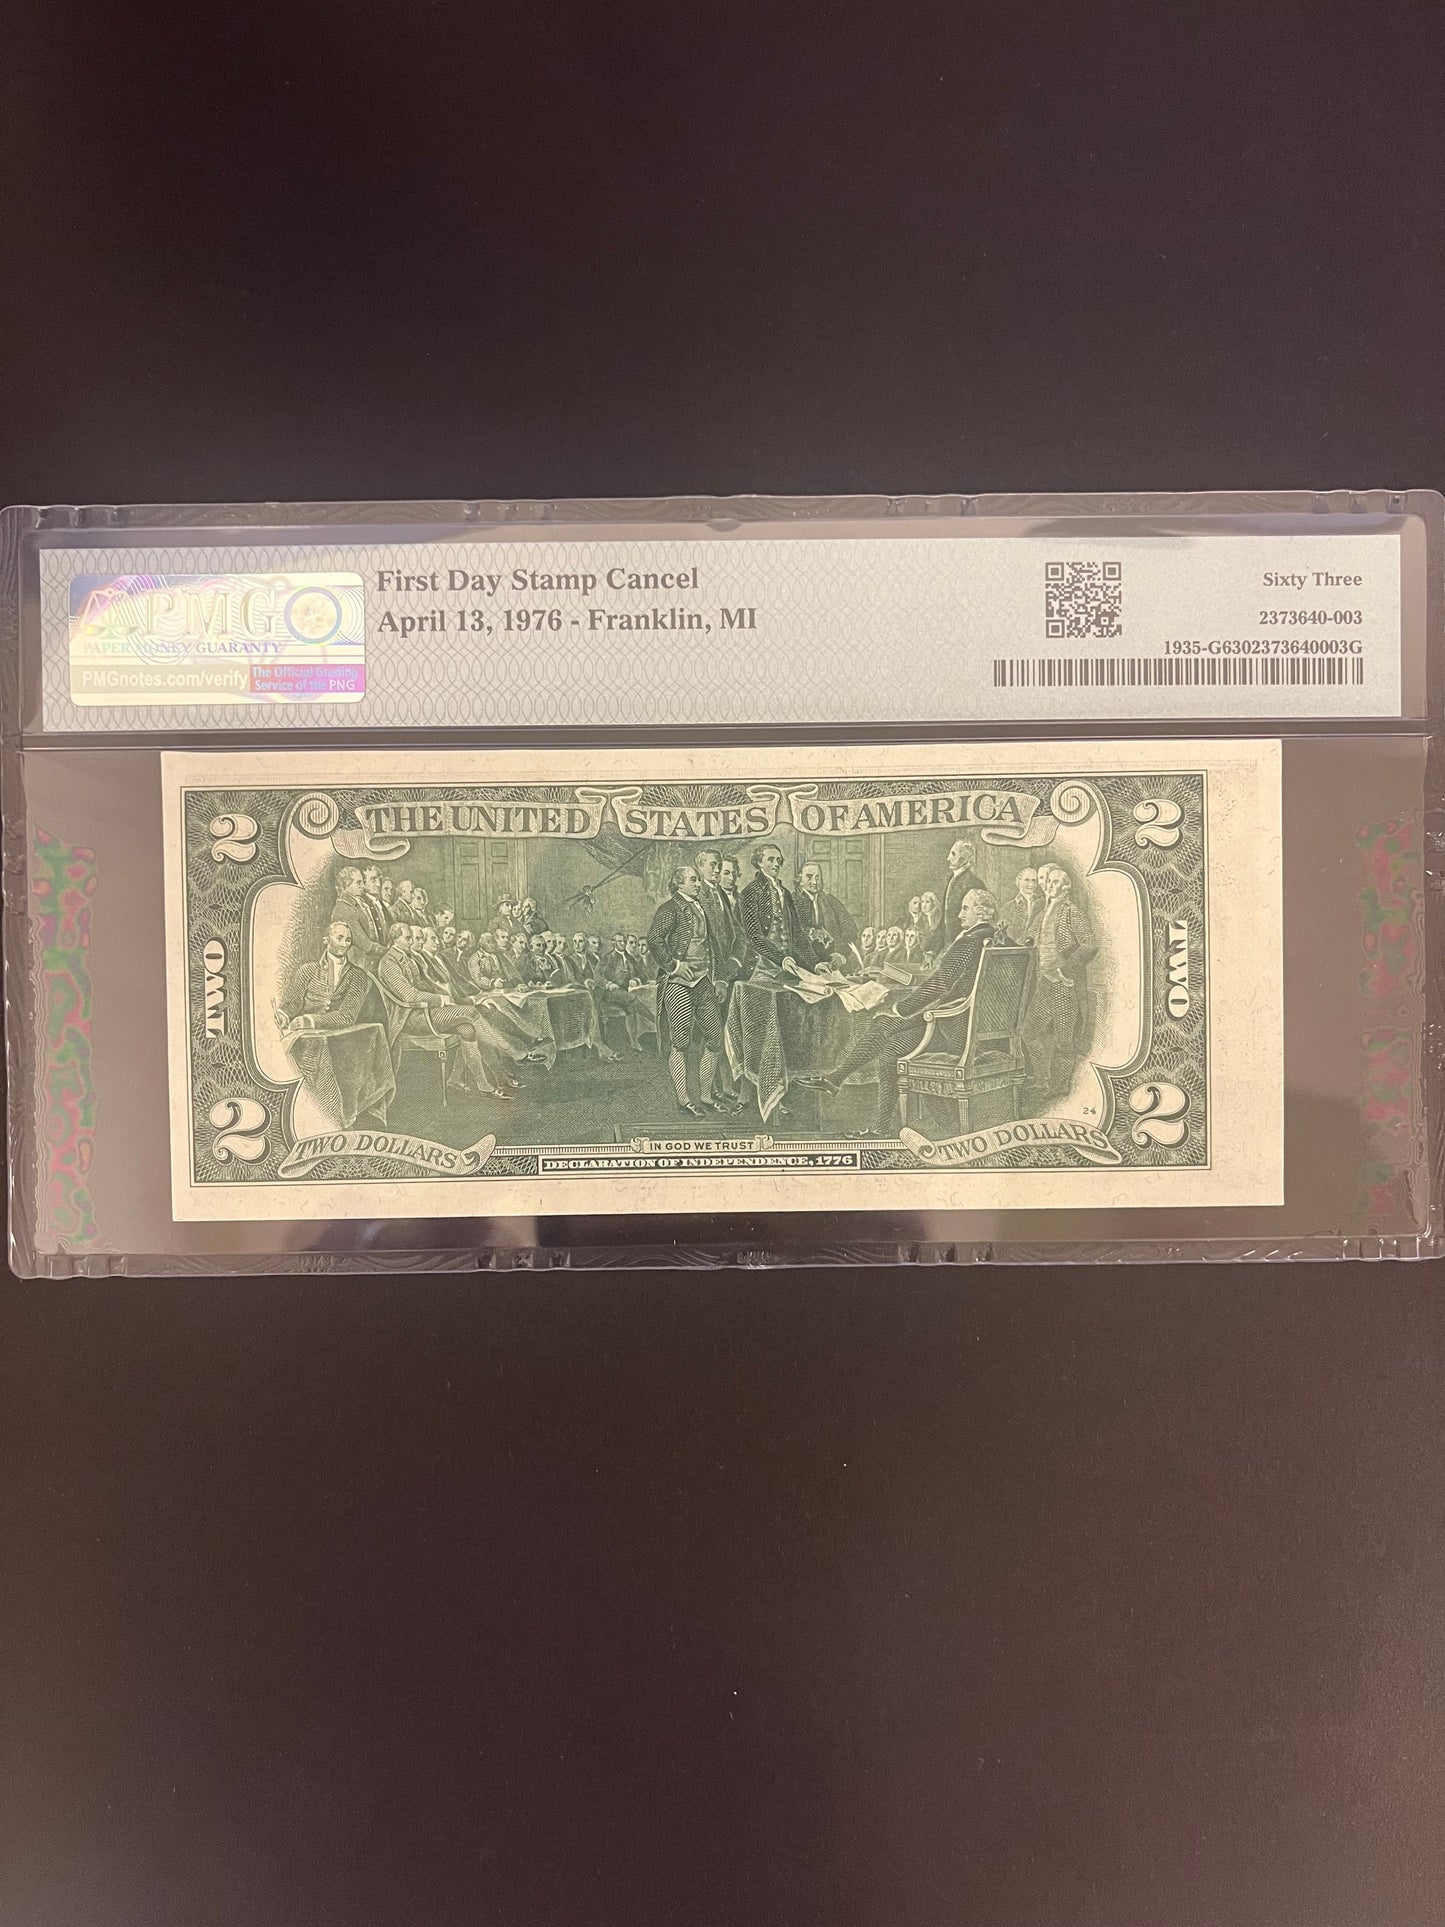 PMG
PAPER MONEY GUARANTY
PMGnotes.com/verify
The Official Grading
Service of the PNG
First Day Stamp Cancel
April 13, 1976 - Franklin, MI
Sixty Three
2373640-003
1935-G6302373640003G
THE UNITED STATES OF AMERICA
2
2
TWO
TWO
24
2
2
TWO DOLLARS
IN GOD WE TRUST
TWO DOLLARS
DECLARATION OF INDEPENDENCE, 1776